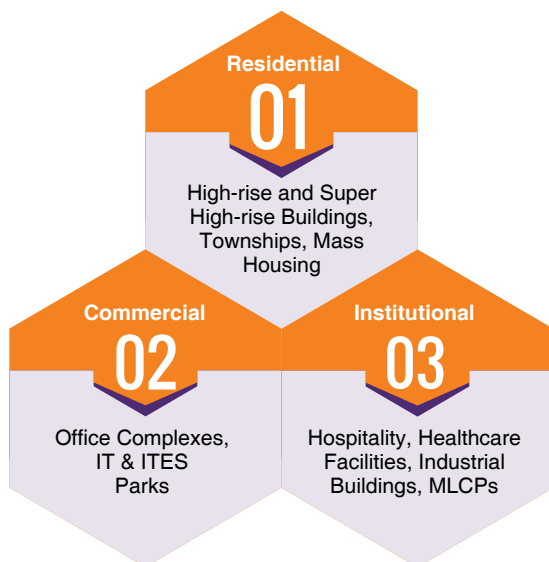 Residential
01
High-rise and Super
High-rise Buildings,
Townships, Mass
Housing
Commercial
02
Office Complexes,
IT & ITES
Parks
Institutional
03
Hospitality, Healthcare
Facilities, Industrial
Buildings, MLCPs